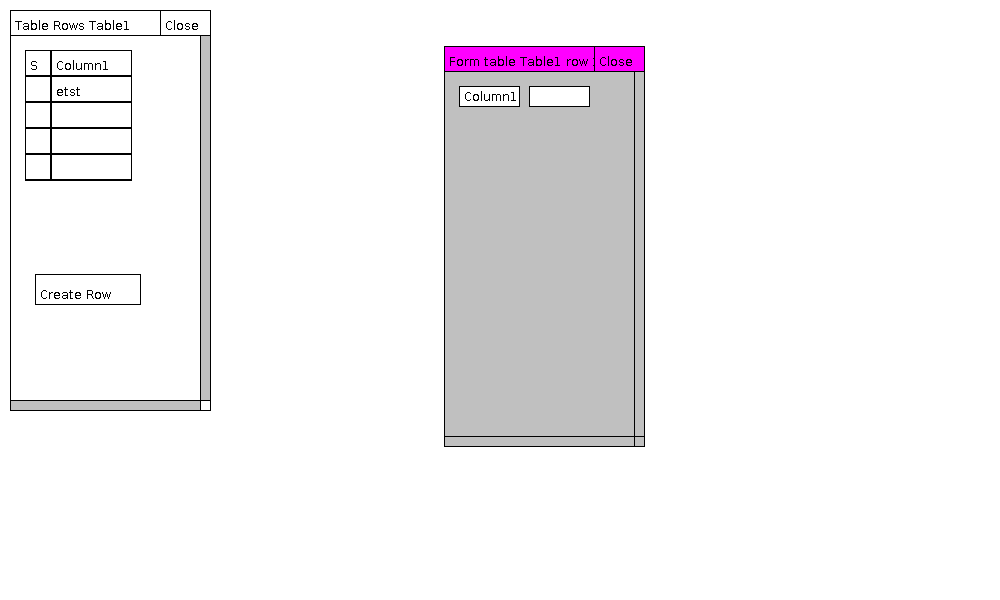 Table Rows Table1 Close
S Column1
etst
Create Row
Form table Table1 row Close
Column1